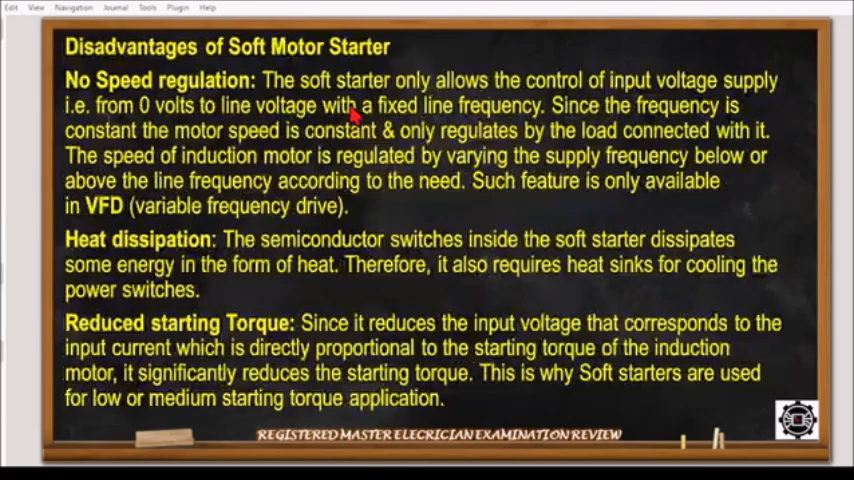 Edit View Navigation Journal Tools Plugin Help
Disadvantages of Soft Motor Starter
No Speed regulation: The soft starter only allows the control of input voltage supply
i.e. from 0 volts to line voltage with a fixed line frequency. Since the frequency is
constant the motor speed is constant & only regulates by the load connected with it.
The speed of induction motor is regulated by varying the supply frequency below or
above the line frequency according to the need. Such feature is only available
in VFD (variable frequency drive).
Heat dissipation: The semiconductor switches inside the soft starter dissipates
some energy in the form of heat. Therefore, it also requires heat sinks for cooling the
power switches.
Reduced starting Torque: Since it reduces the input voltage that corresponds to the
input current which is directly proportional to the starting torque of the induction
motor, it significantly reduces the starting torque. This is why Soft starters are used
for low or medium starting torque application.
REGISTERED MASTER ELECRICIAN EXAMINATION REVIEW